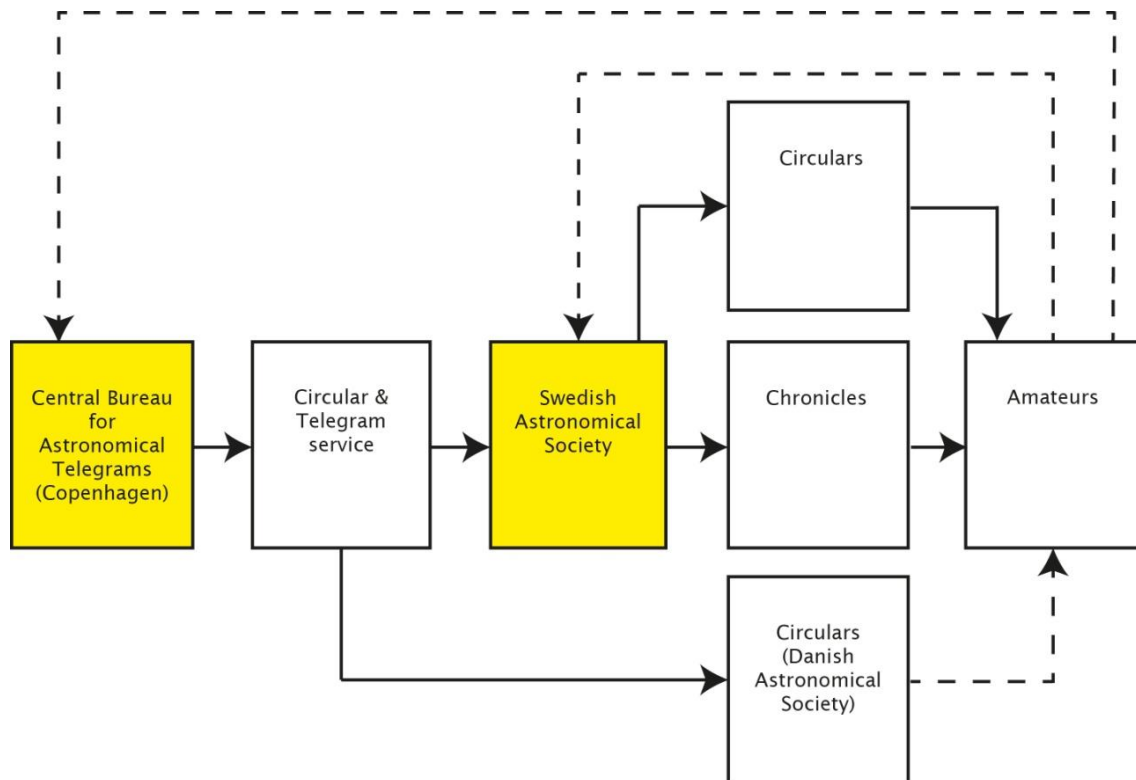 Circulars
Central Bureau
for
Astronomical
Telegrams
(Copenhagen)
Circular &
Telegram
service
Swedish
Astronomical
Society
Chronicles
Amateurs
Circulars
(Danish
Astronomical
Society)